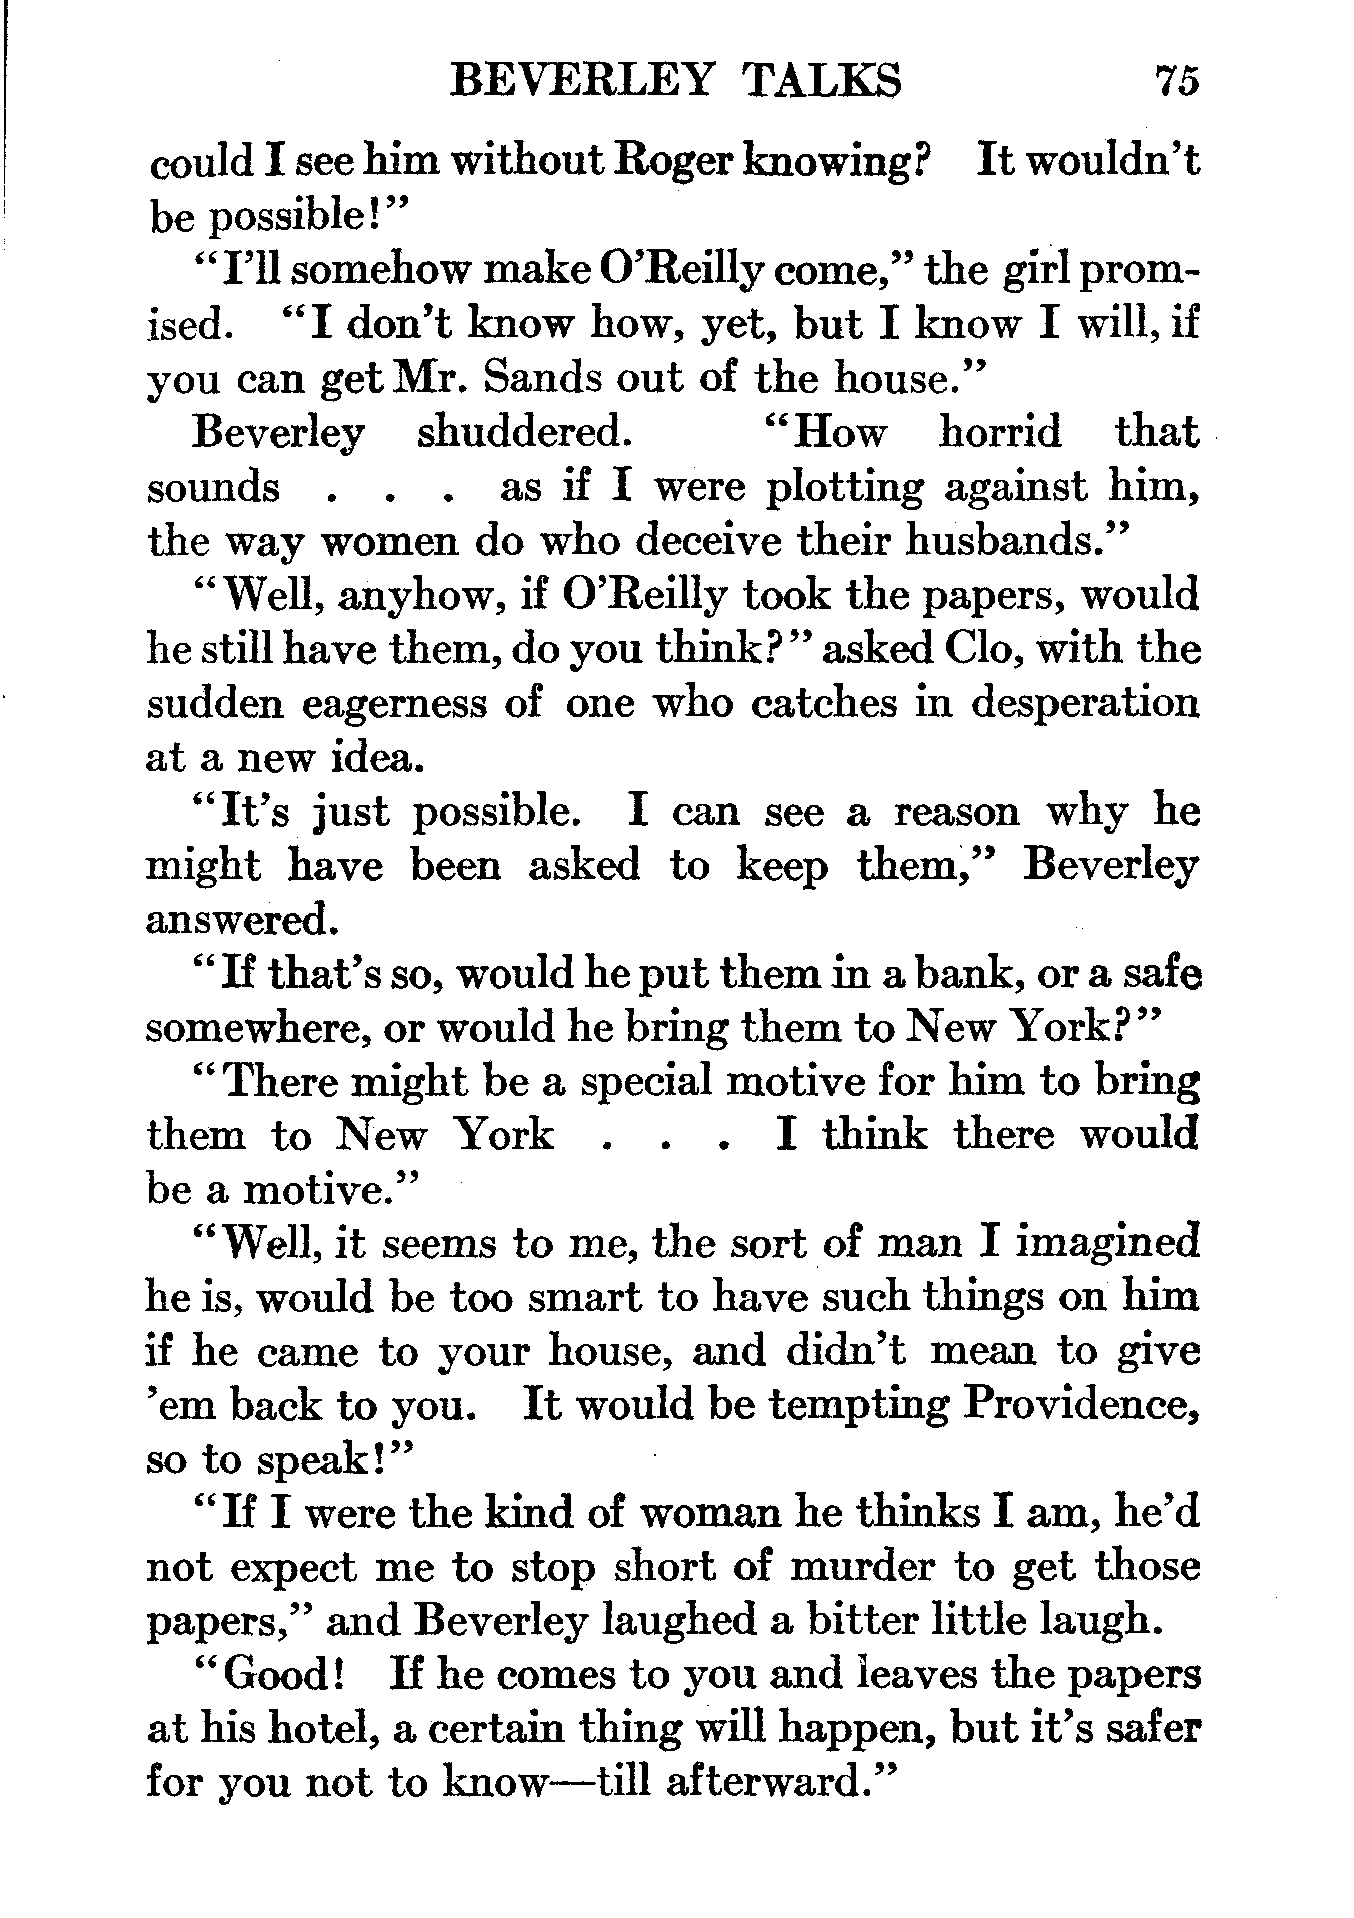 BEVERLEY TALKS 75
could I see him without Roger knowing? It wouldn't
be possible!"
"I'll somehow make O'Reilly come," the girl prom-
ised. "I don't know how, yet, but I know I will, if
you can get Mr. Sands out of the house."
Beverley shuddered. "How horrid that
sounds . . . as if I were plotting against him,
the way women do who deceive their husbands."
"Well, anyhow, if O'Reilly took the papers, would
he still have them, do you think?" asked Clo, with the
sudden eagerness of one who catches in desperation
at a new idea.
"It's just possible. I can see a reason why he
might have been asked to keep them," Beverley
answered.
"If that's so, would he put them in a bank, or a safe
somewhere, or would he bring them to New York?"
"There might be a special motive for him to bring
them to New York . . . I think there would
be a motive."
"Well, it seems to me, the sort of man I imagined
he is, would be too smart to have such things on him
if he came to your house, and didn't mean to give
'em back to you. It would be tempting Providence,
so to speak!"
"If I were the kind of woman he thinks I am, he'd
not expect me to stop short of murder to get those
papers," and Beverley laughed a bitter little laugh.
"Good! If he comes to you and leaves the papers
at his hotel, a certain thing will happen, but it's safer
for you not to know—till afterward."